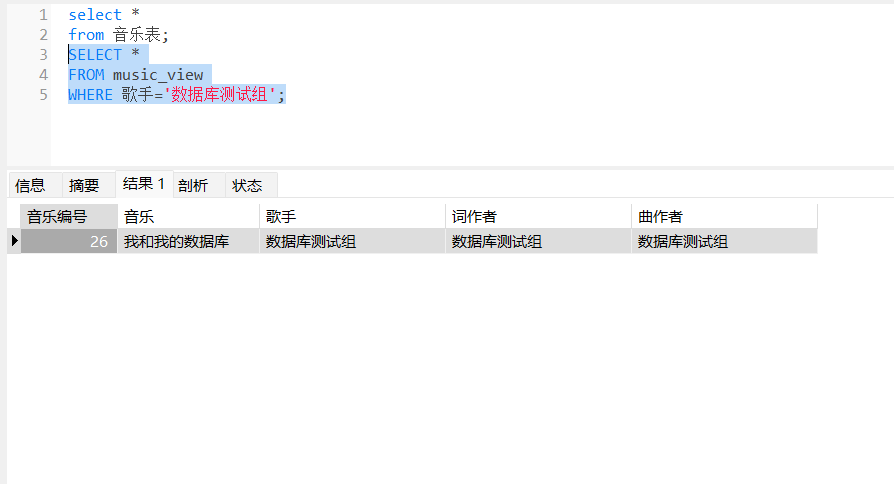 1 select *
2 from 音乐表;
3 SELECT *
4 FROM music_view
5 WHERE 歌手='数据库测试组';
信息 摘要 结果 1 剖析 状态
音乐编号 音乐 歌手 词作者 曲作者
26 我和我的数据库 数据库测试组 数据库测试组 数据库测试组